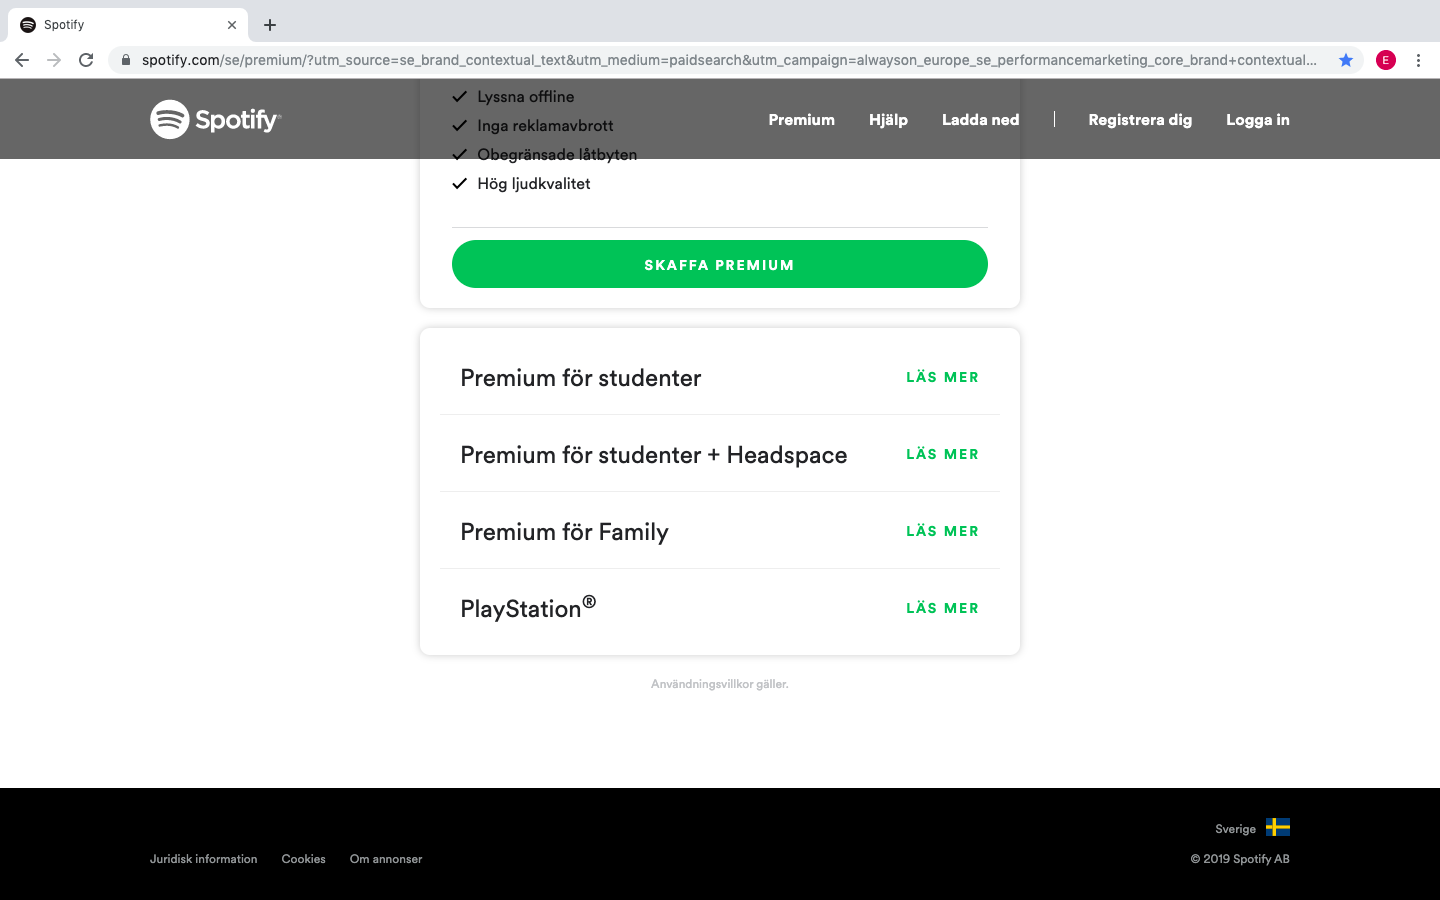 Spotify
spotify.com/se/premium/?utm_source=se_brand_contextual_text&utm_medium=paidsearch&utm_campaign=alwayson_europe_se_performancemarketing_core_brand+contextual...
E
Spotify®
Premium
Hjälp
Ladda ned
Registrera dig
Logga in
Lyssna offline
Inga reklamavbrott
Obegränsade låtbyten
Hög ljudkvalitet
SKAFFA PREMIUM
Premium för studenter LÄS MER
Premium för studenter + Headspace LÄS MER
Premium för Family LÄS MER
PlayStation® LÄS MER
Användningsvillkor gäller.
Sverige
Juridisk information Cookies Om annonser © 2019 Spotify AB